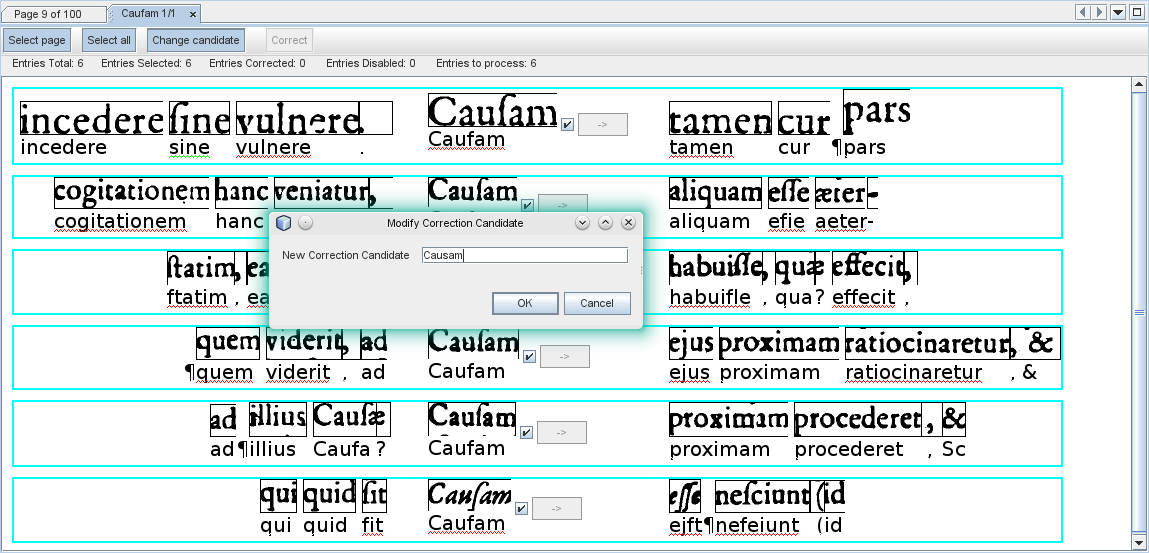 Page 9 of 100 Caufam 1/1
Select page Select all Change candidate Correct
Entries Total: 6 Entries Selected: 6 Entries Corrected: 0 Entries Disabled: 0 Entries to process: 6
incedere ſine vulnere. Cauſam -> tamen cur pars
incedere sine vulnere . Caufam tamen cur ¶pars
cogitationem hanc veniatur, Cauſam -> aliquam eſſe æter-
cogitationem hanc Caufam aliquam efie aeter-
ſtatim, habuiſſe, quæ effecit,
ftatim , habuifle , qua? effecit ,
Modify Correction Candidate
New Correction Candidate Causam
OK Cancel
quem viderit, ad Cauſam -> ejus proximam ratiocinaretur, &
¶quem viderit , ad Caufam ejus proximam ratiocinaretur , &
ad illius Cauſæ Cauſam -> proximam procederet, &
ad¶illius Caufa ? Caufam proximam procederet , Sc
qui quid ſit Cauſam -> eſſe neſciunt (id
qui quid fit Caufam ejft¶nefeiunt (id